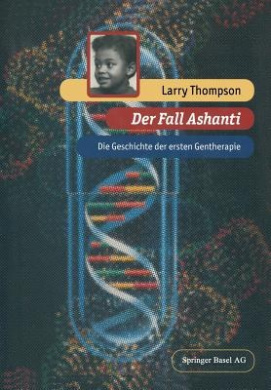 Larry Thompson
Der Fall Ashanti
Die Geschichte der ersten Gentherapie
Springer Basel AG